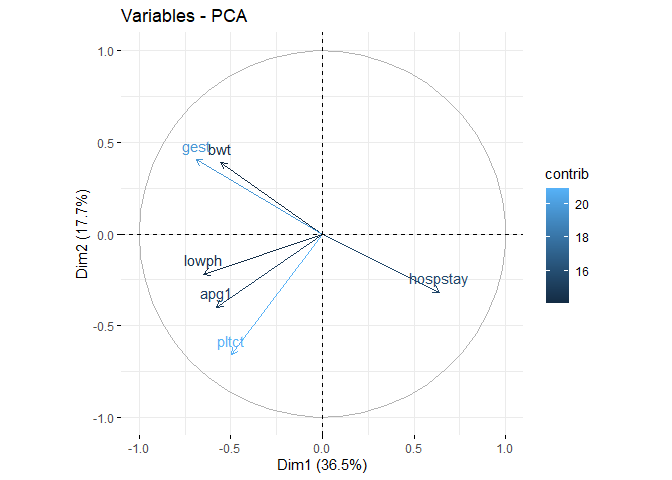 Variables - PCA
1.0
0.5
0.0
-0.5
-1.0
Dim2 (17.7%)
gest
bwt
lowph
apg1
pltct
hospstay
-1.0
-0.5
0.0
0.5
1.0
Dim1 (36.5%)
contrib
20
18
16